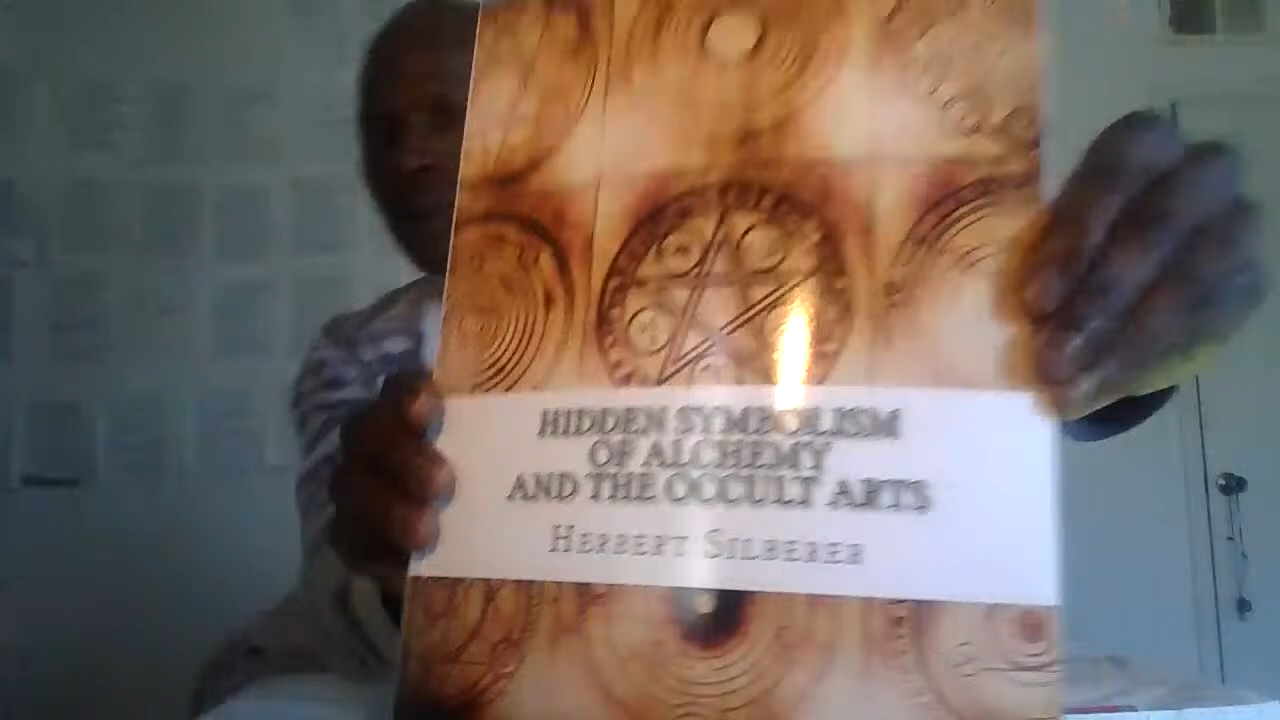 HIDDEN SYMBOLISM
OF ALCHEMY
AND THE OCCULT ARTS
HERBERT SILBERER